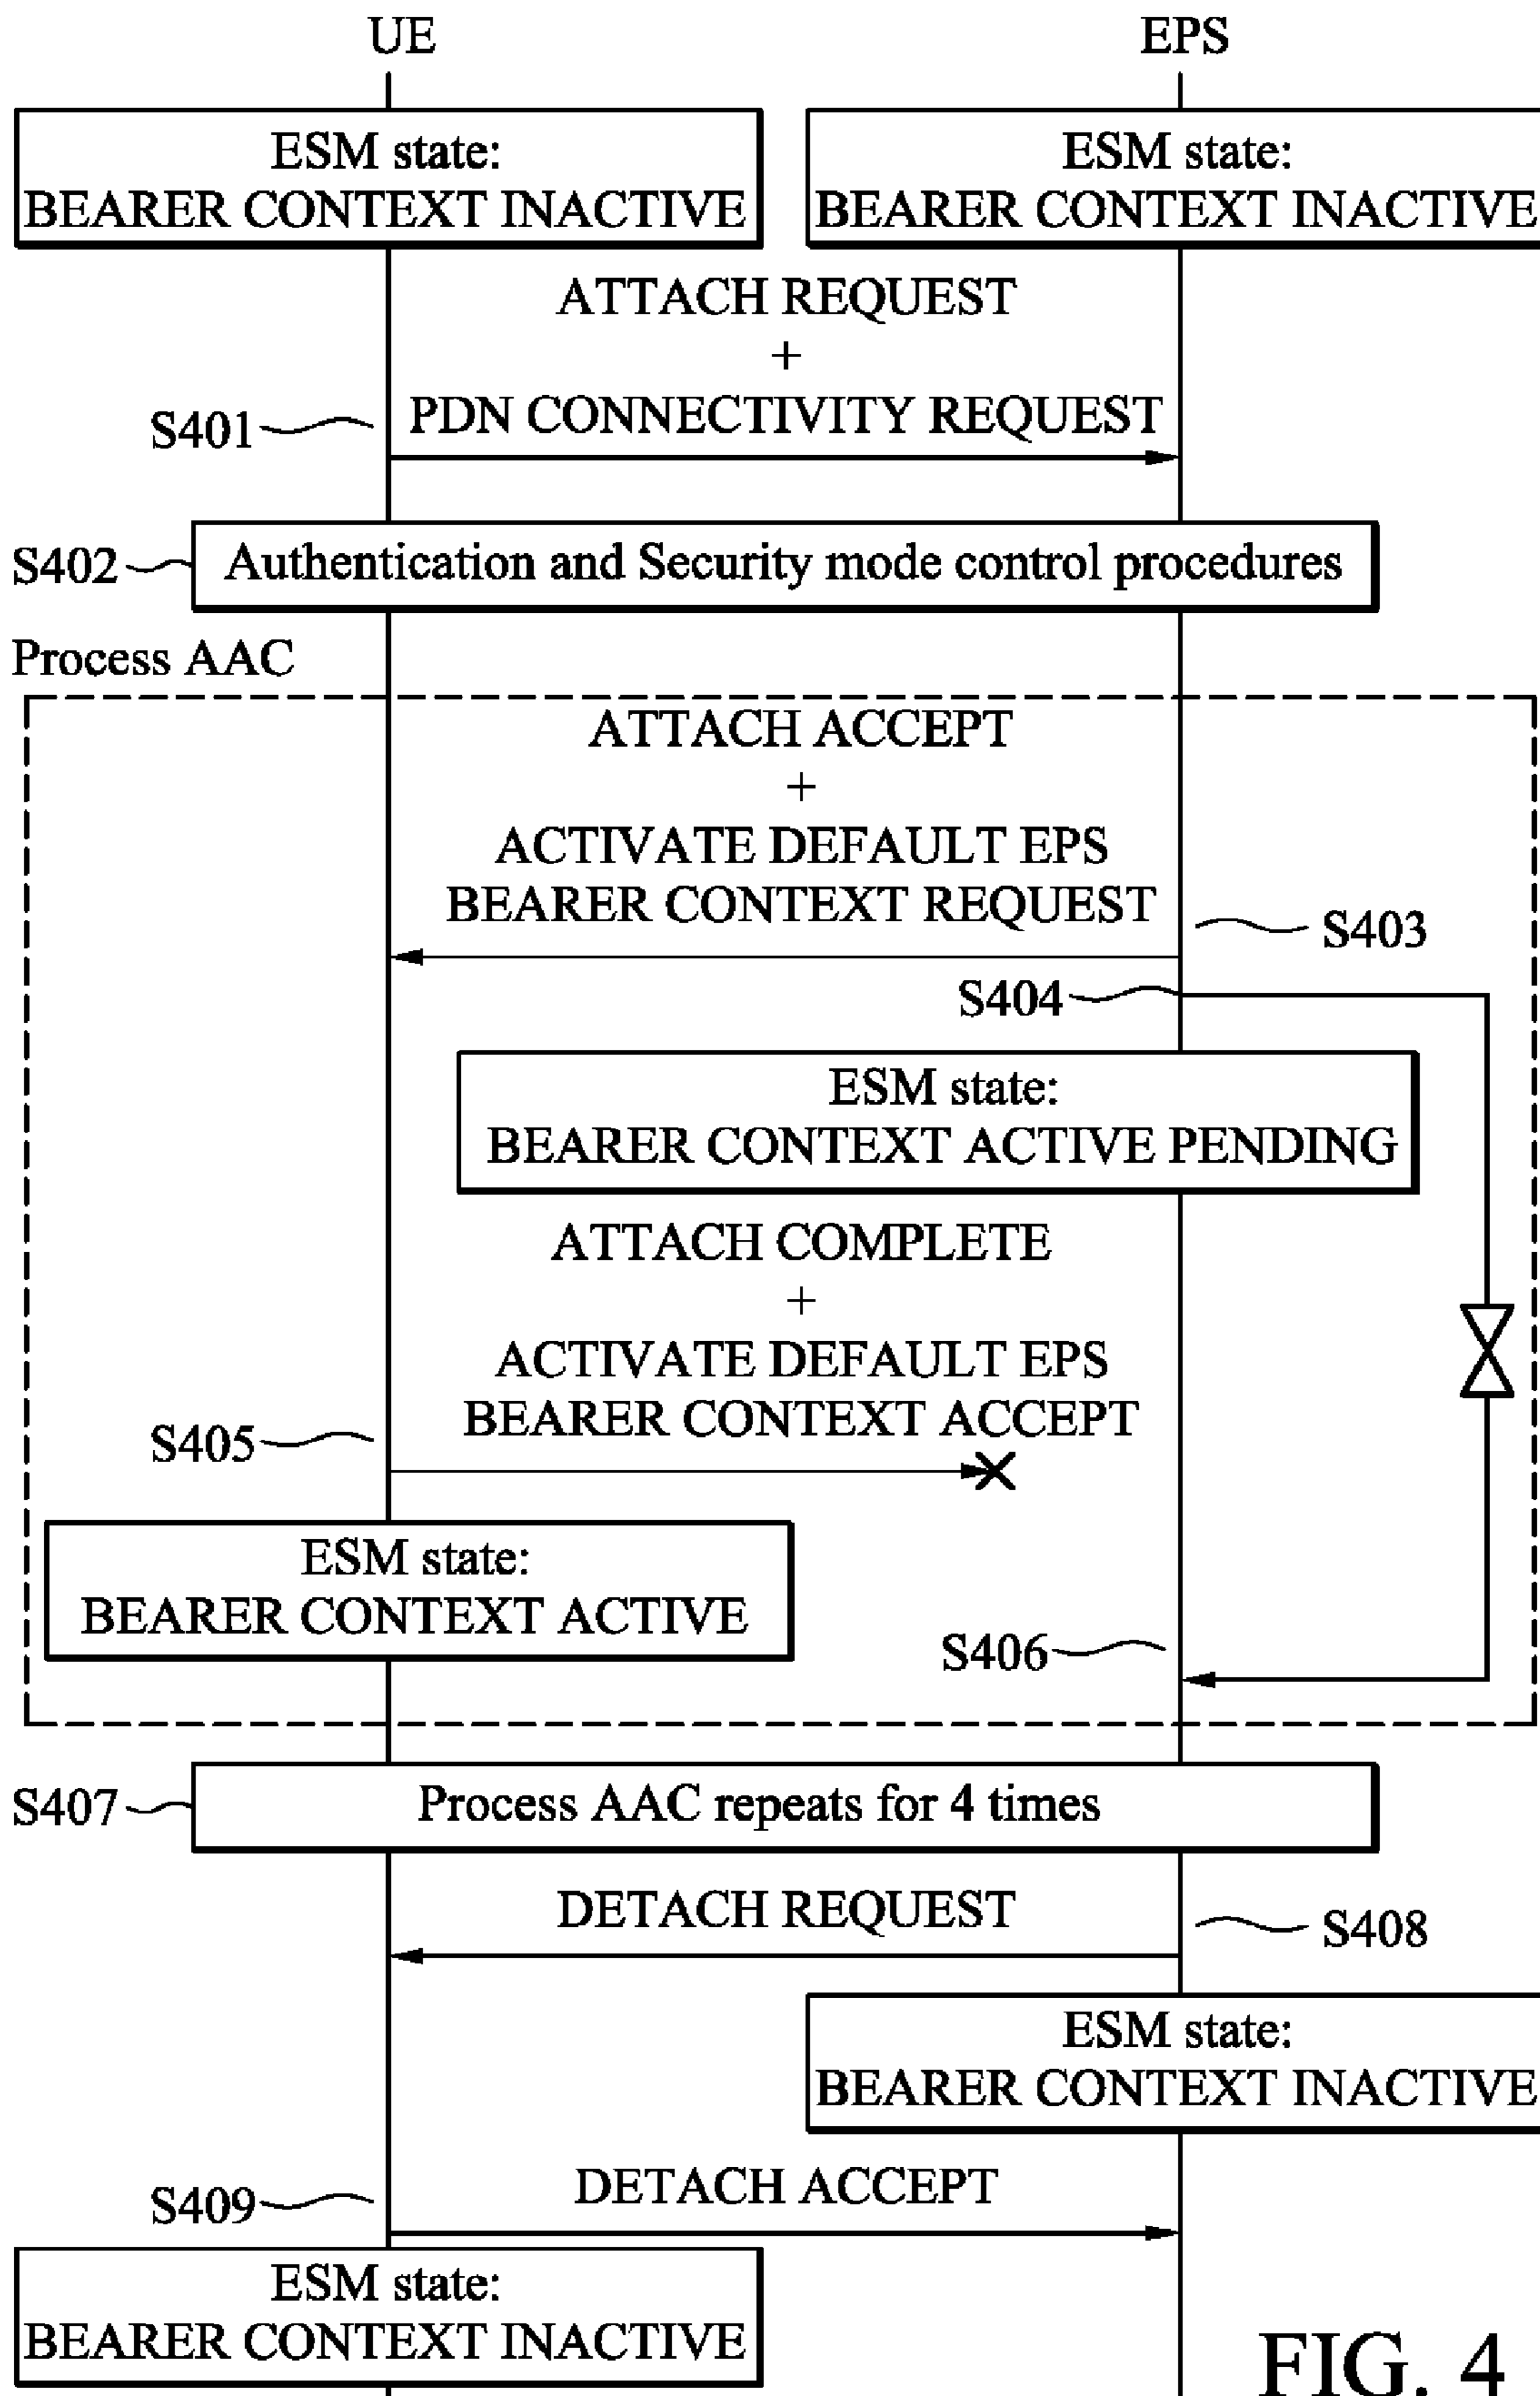 UE
EPS
ESM state:
BEARER CONTEXT INACTIVE
ESM state:
BEARER CONTEXT INACTIVE
ATTACH REQUEST
+
PDN CONNECTIVITY REQUEST
S401
S402
Authentication and Security mode control procedures
Process AAC
ATTACH ACCEPT
+
ACTIVATE DEFAULT EPS
BEARER CONTEXT REQUEST
S403
S404
ESM state:
BEARER CONTEXT ACTIVE PENDING
ATTACH COMPLETE
+
ACTIVATE DEFAULT EPS
BEARER CONTEXT ACCEPT
S405
ESM state:
BEARER CONTEXT ACTIVE
S406
S407
Process AAC repeats for 4 times
DETACH REQUEST
S408
ESM state:
BEARER CONTEXT INACTIVE
DETACH ACCEPT
S409
ESM state:
BEARER CONTEXT INACTIVE
FIG. 4